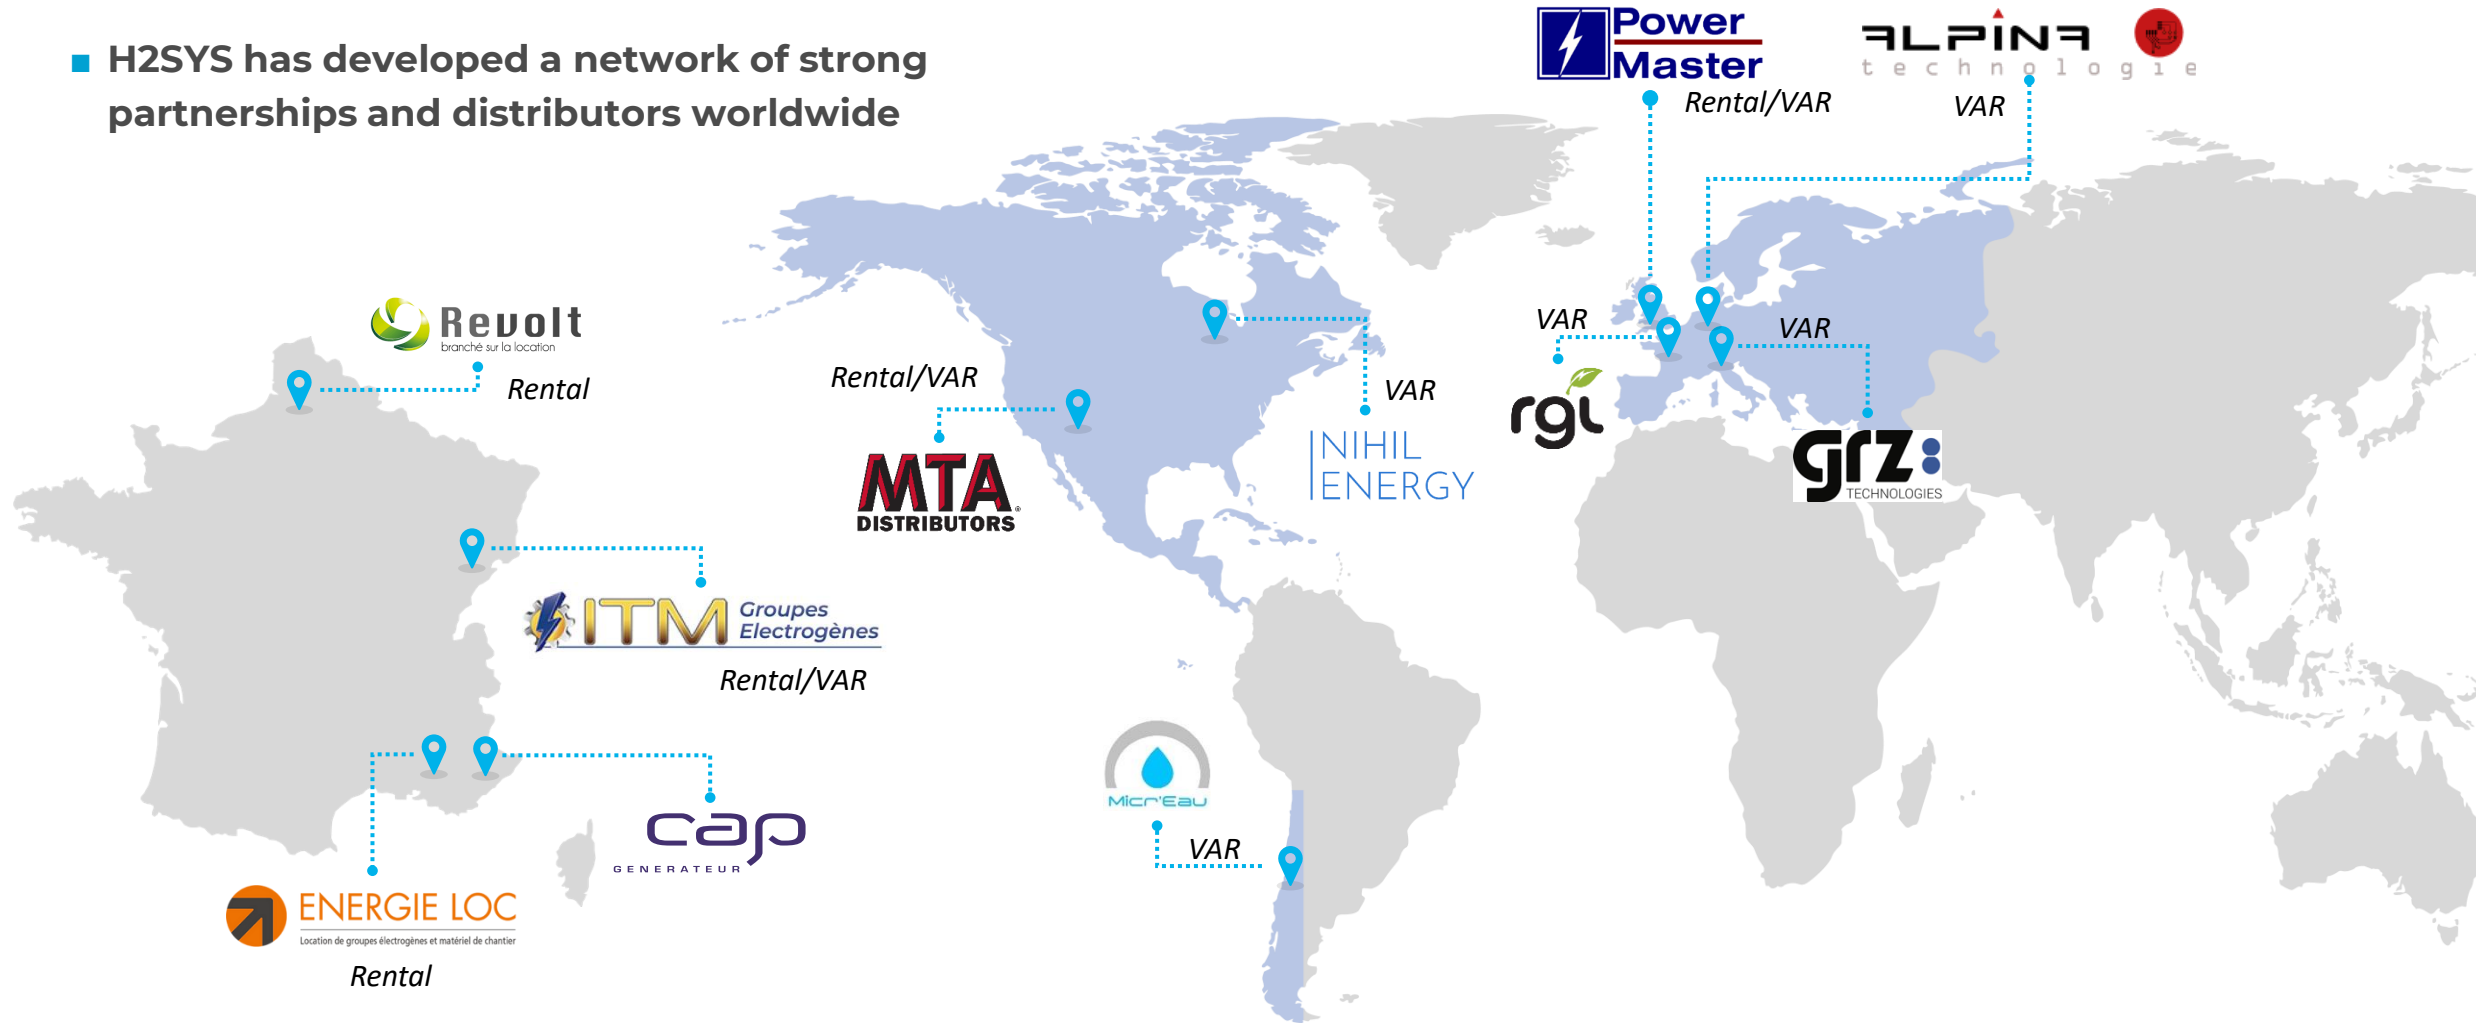 H2SYS has developed a network of strong
partnerships and distributors worldwide
Power
Master
Rental/VAR
ALPINA
technologie
VAR
Revolt
branché sur la location
Rental
ITM Groupes
Electrogènes
Rental/VAR
cap
GENERATEUR
ENERGIE LOC
Location de groupes électrogènes et matériel de chantier
Rental
Rental/VAR
MTA
DISTRIBUTORS
VAR
NIHIL
ENERGY
VAR
rgl
VAR
grz
TECHNOLOGIES
Micr'Eau
VAR